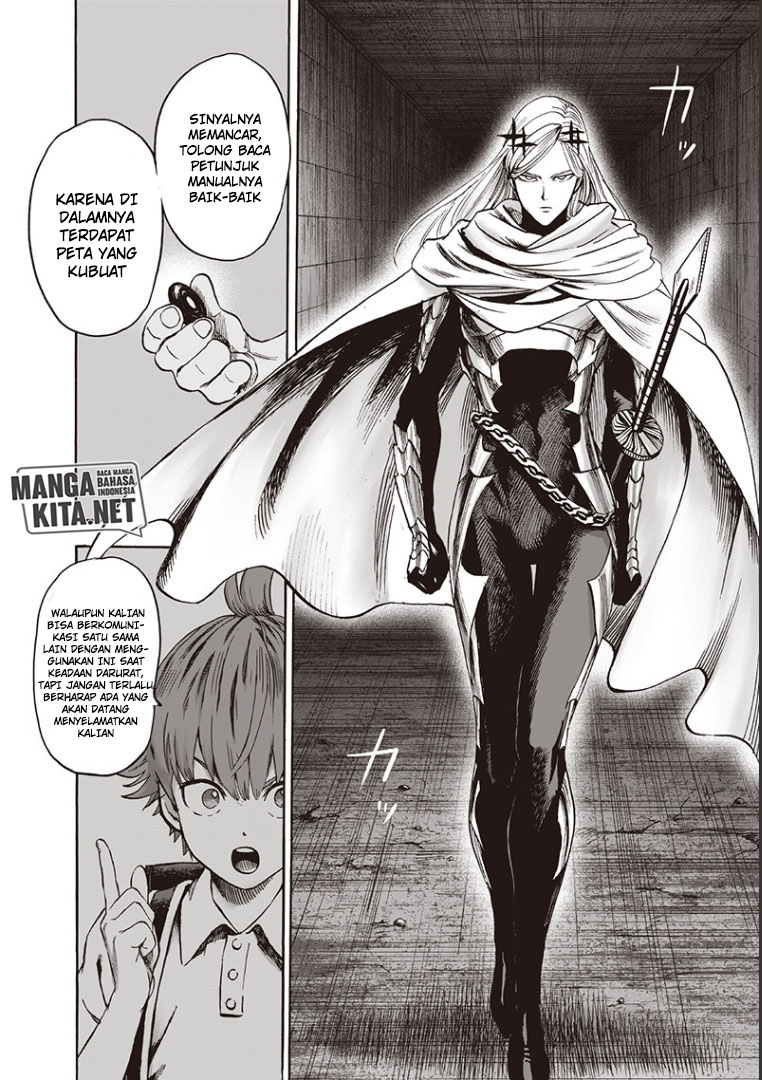 SINYALNYA
MEMANCAR,
TOLONG BACA
PETUNJUK
MANUALNYA
BAIK-BAIK
KARENA DI
DALAMNYA
TERDAPAT
PETA YANG
KUBUAT
カッ
MANGA
KITA.NET
BACA MANGA
BAHASA
INDONESIA
WALAUPUN KALIAN
BISA BERKOMUNI-
KASI SATU SAMA
LAIN DENGAN MENG-
GUNAKAN INI SAAT
KEADAAN DARURAT,
TAPI JANGAN TERLALU
BERHARAP ADA YANG
AKAN DATANG
MENYELAMATKAN
KALIAN
カッ